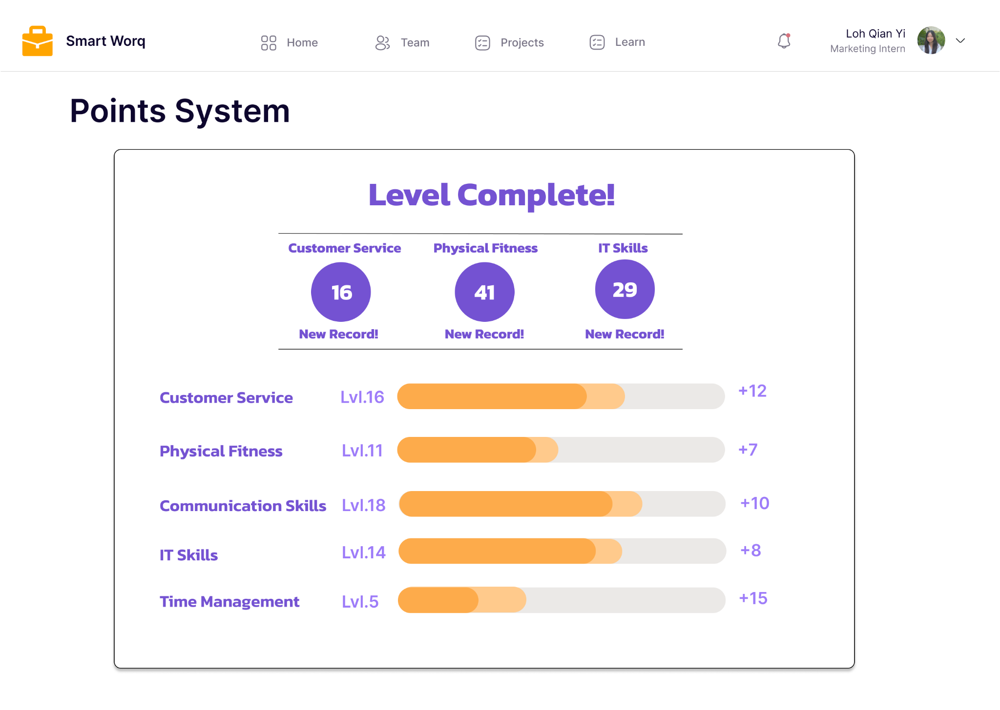 Smart Worq
Home
Team
Projects
Learn
Loh Qian Yi
Marketing Intern
Points System
Level Complete!
Customer Service
Physical Fitness
IT Skills
16
41
29
New Record!
New Record!
New Record!
Customer Service
Lvl.16
+12
Physical Fitness
Lvl.11
+7
Communication Skills
Lvl.18
+10
IT Skills
Lvl.14
+8
Time Management
Lvl.5
+15